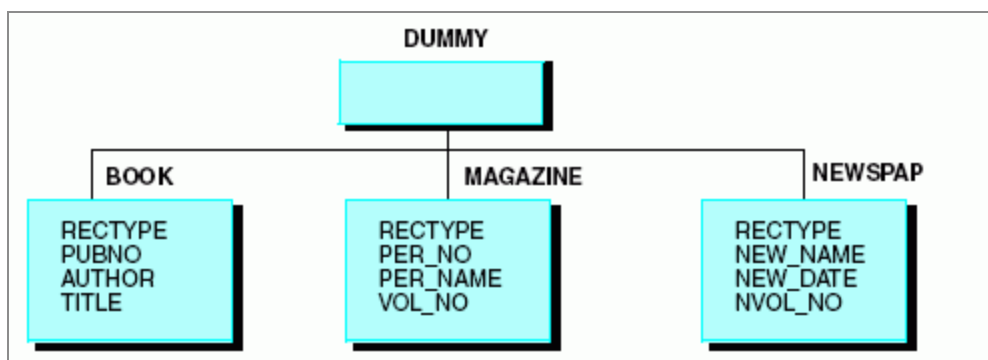 DUMMY
BOOK
RECTYPE
PUBNO
AUTHOR
TITLE
MAGAZINE
RECTYPE
PER_NO
PER_NAME
VOL_NO
NEWSPAP
RECTYPE
NEW_NAME
NEW_DATE
NVOL_NO